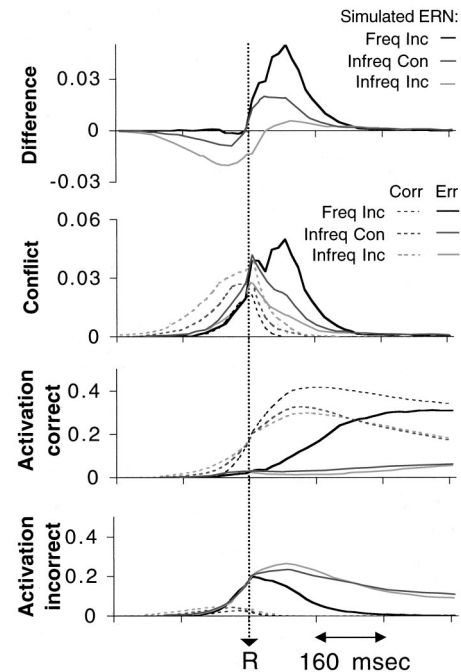 Simulated ERN:
Freq Inc
Infreq Con
Infreq Inc
Difference
0.03
0
-0.03
Corr Err
Freq Inc
Infreq Con
Infreq Inc
Conflict
0.06
0.03
0
Activation
correct
0.4
0.2
0
Activation
incorrect
0.4
0.2
0
R 160 msec